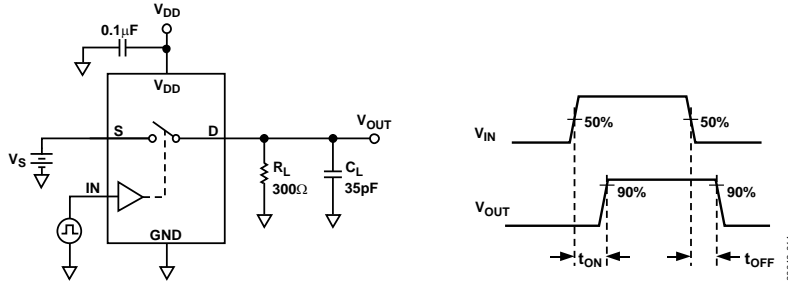 VDD
0.1μF
VDD
S
D
VOUT
VS
RL
300Ω
CL
35pF
IN
GND
VIN
50%
50%
VOUT
90%
90%
tON
tOFF